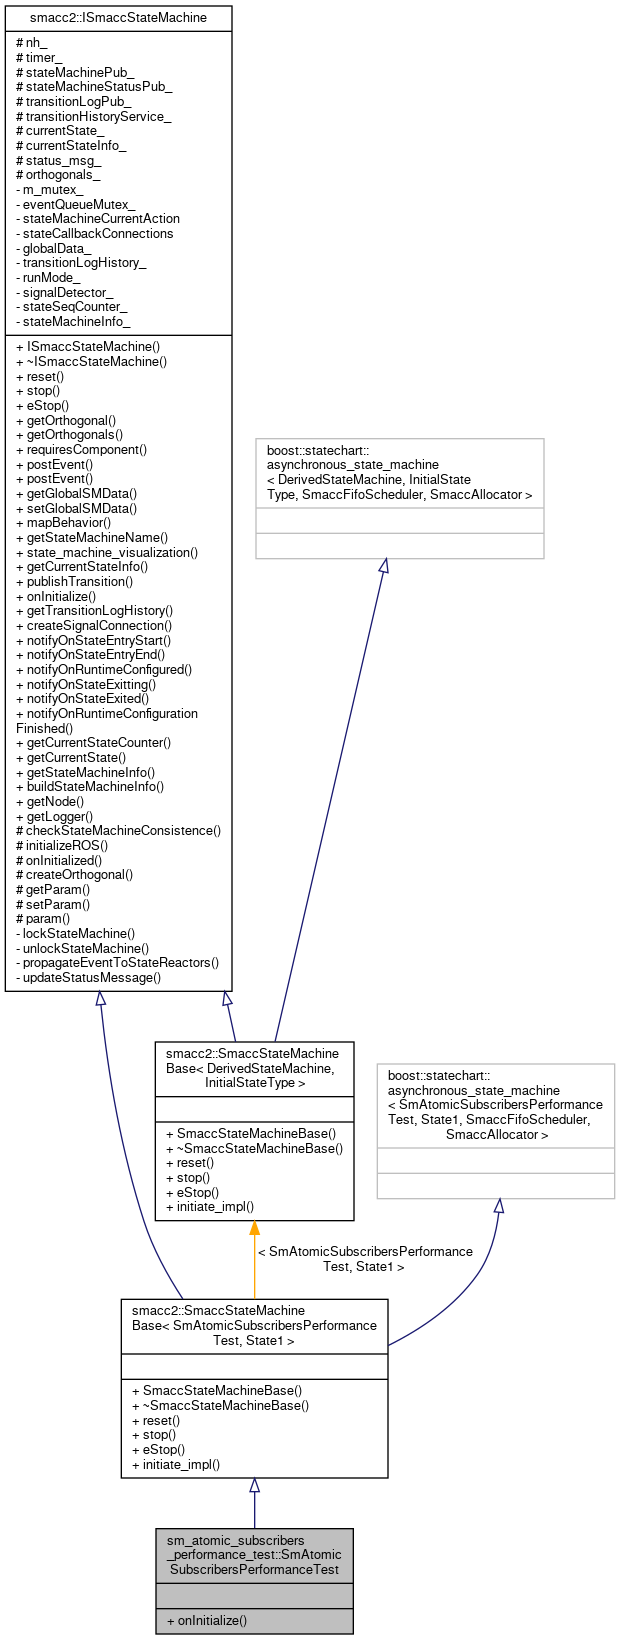 smacc2::ISmaccStateMachine
# nh_
# timer_
# stateMachinePub_
# stateMachineStatusPub_
# transitionLogPub_
# transitionHistoryService_
# currentState_
# currentStateInfo_
# status_msg_
# orthogonals_
- m_mutex_
- eventQueueMutex_
- stateMachineCurrentAction
- stateCallbackConnections
- globalData_
- transitionLogHistory_
- runMode_
- signalDetector_
- stateSeqCounter_
- stateMachineInfo_
+ ISmaccStateMachine()
+ ~ISmaccStateMachine()
+ reset()
+ stop()
+ eStop()
+ getOrthogonal()
+ getOrthogonals()
+ requiresComponent()
+ postEvent()
+ postEvent()
+ getGlobalSMData()
+ setGlobalSMData()
+ mapBehavior()
+ getStateMachineName()
+ state_machine_visualization()
+ getCurrentStateInfo()
+ publishTransition()
+ onInitialize()
+ getTransitionLogHistory()
+ createSignalConnection()
+ notifyOnStateEntryStart()
+ notifyOnStateEntryEnd()
+ notifyOnRuntimeConfigured()
+ notifyOnStateExitting()
+ notifyOnStateExited()
+ notifyOnRuntimeConfiguration
Finished()
+ getCurrentStateCounter()
+ getCurrentState()
+ getStateMachineInfo()
+ buildStateMachineInfo()
+ getNode()
+ getLogger()
# checkStateMachineConsistence()
# initializeROS()
# onInitialized()
# createOrthogonal()
# getParam()
# setParam()
# param()
- lockStateMachine()
- unlockStateMachine()
- propagateEventToStateReactors()
- updateStatusMessage()
boost::statechart::
asynchronous_state_machine
< DerivedStateMachine, InitialState
Type, SmaccFifoScheduler, SmaccAllocator >
smacc2::SmaccStateMachine
Base< DerivedStateMachine,
InitialStateType >
+ SmaccStateMachineBase()
+ ~SmaccStateMachineBase()
+ reset()
+ stop()
+ eStop()
+ initiate_impl()
boost::statechart::
asynchronous_state_machine
< SmAtomicSubscribersPerformance
Test, State1, SmaccFifoScheduler,
SmaccAllocator >
< SmAtomicSubscribersPerformance
Test, State1 >
smacc2::SmaccStateMachine
Base< SmAtomicSubscribersPerformance
Test, State1 >
+ SmaccStateMachineBase()
+ ~SmaccStateMachineBase()
+ reset()
+ stop()
+ eStop()
+ initiate_impl()
sm_atomic_subscribers
_performance_test::SmAtomic
SubscribersPerformanceTest
+ onInitialize()